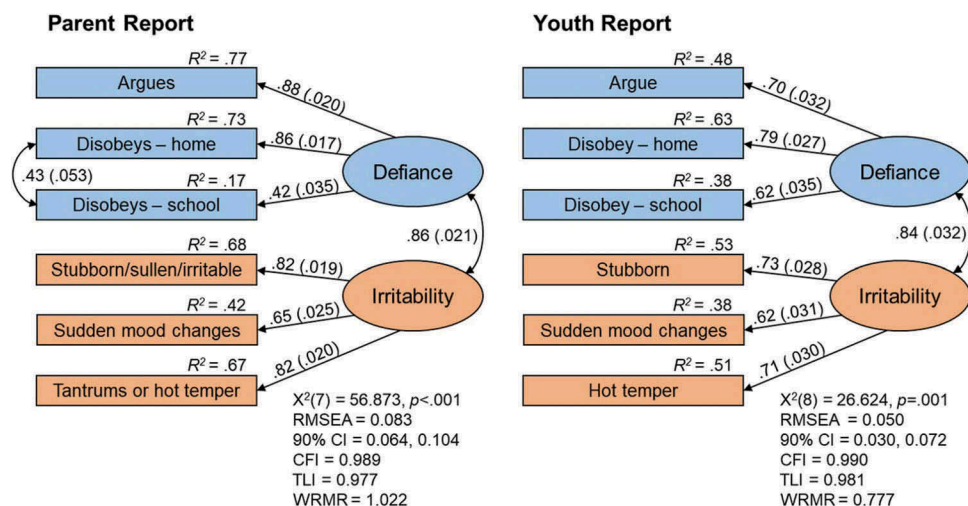 Parent Report
R² = .77
Argues
.88 (.020)
R² = .73
Disobeys – home
.86 (.017)
.43 (.053)
R² = .17
Disobeys – school
.42 (.035)
Defiance
.86 (.021)
R² = .68
Stubborn/sullen/irritable
.82 (.019)
Irritability
R² = .42
Sudden mood changes
.65 (.025)
R² = .67
Tantrums or hot temper
.82 (.020)
X²(7) = 56.873, p<.001
RMSEA = 0.083
90% CI = 0.064, 0.104
CFI = 0.989
TLI = 0.977
WRMR = 1.022
Youth Report
R² = .48
Argue
.70 (.032)
R² = .63
Disobey – home
.79 (.027)
R² = .38
Disobey – school
.62 (.035)
Defiance
.84 (.032)
R² = .53
Stubborn
.73 (.028)
Irritability
R² = .38
Sudden mood changes
.62 (.031)
R² = .51
Hot temper
.71 (.030)
X²(8) = 26.624, p=.001
RMSEA = 0.050
90% CI = 0.030, 0.072
CFI = 0.990
TLI = 0.981
WRMR = 0.777